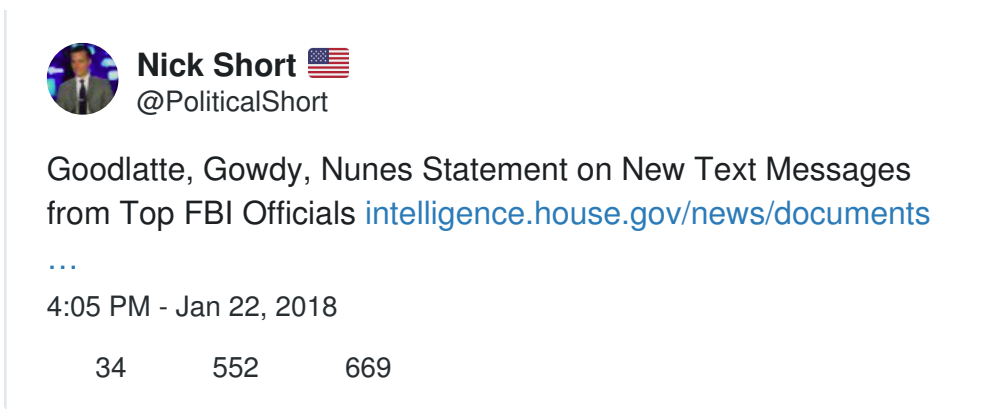 Nick Short 🇺🇸
@PoliticalShort
Goodlatte, Gowdy, Nunes Statement on New Text Messages
from Top FBI Officials intelligence.house.gov/news/documents
…
4:05 PM - Jan 22, 2018
34 552 669